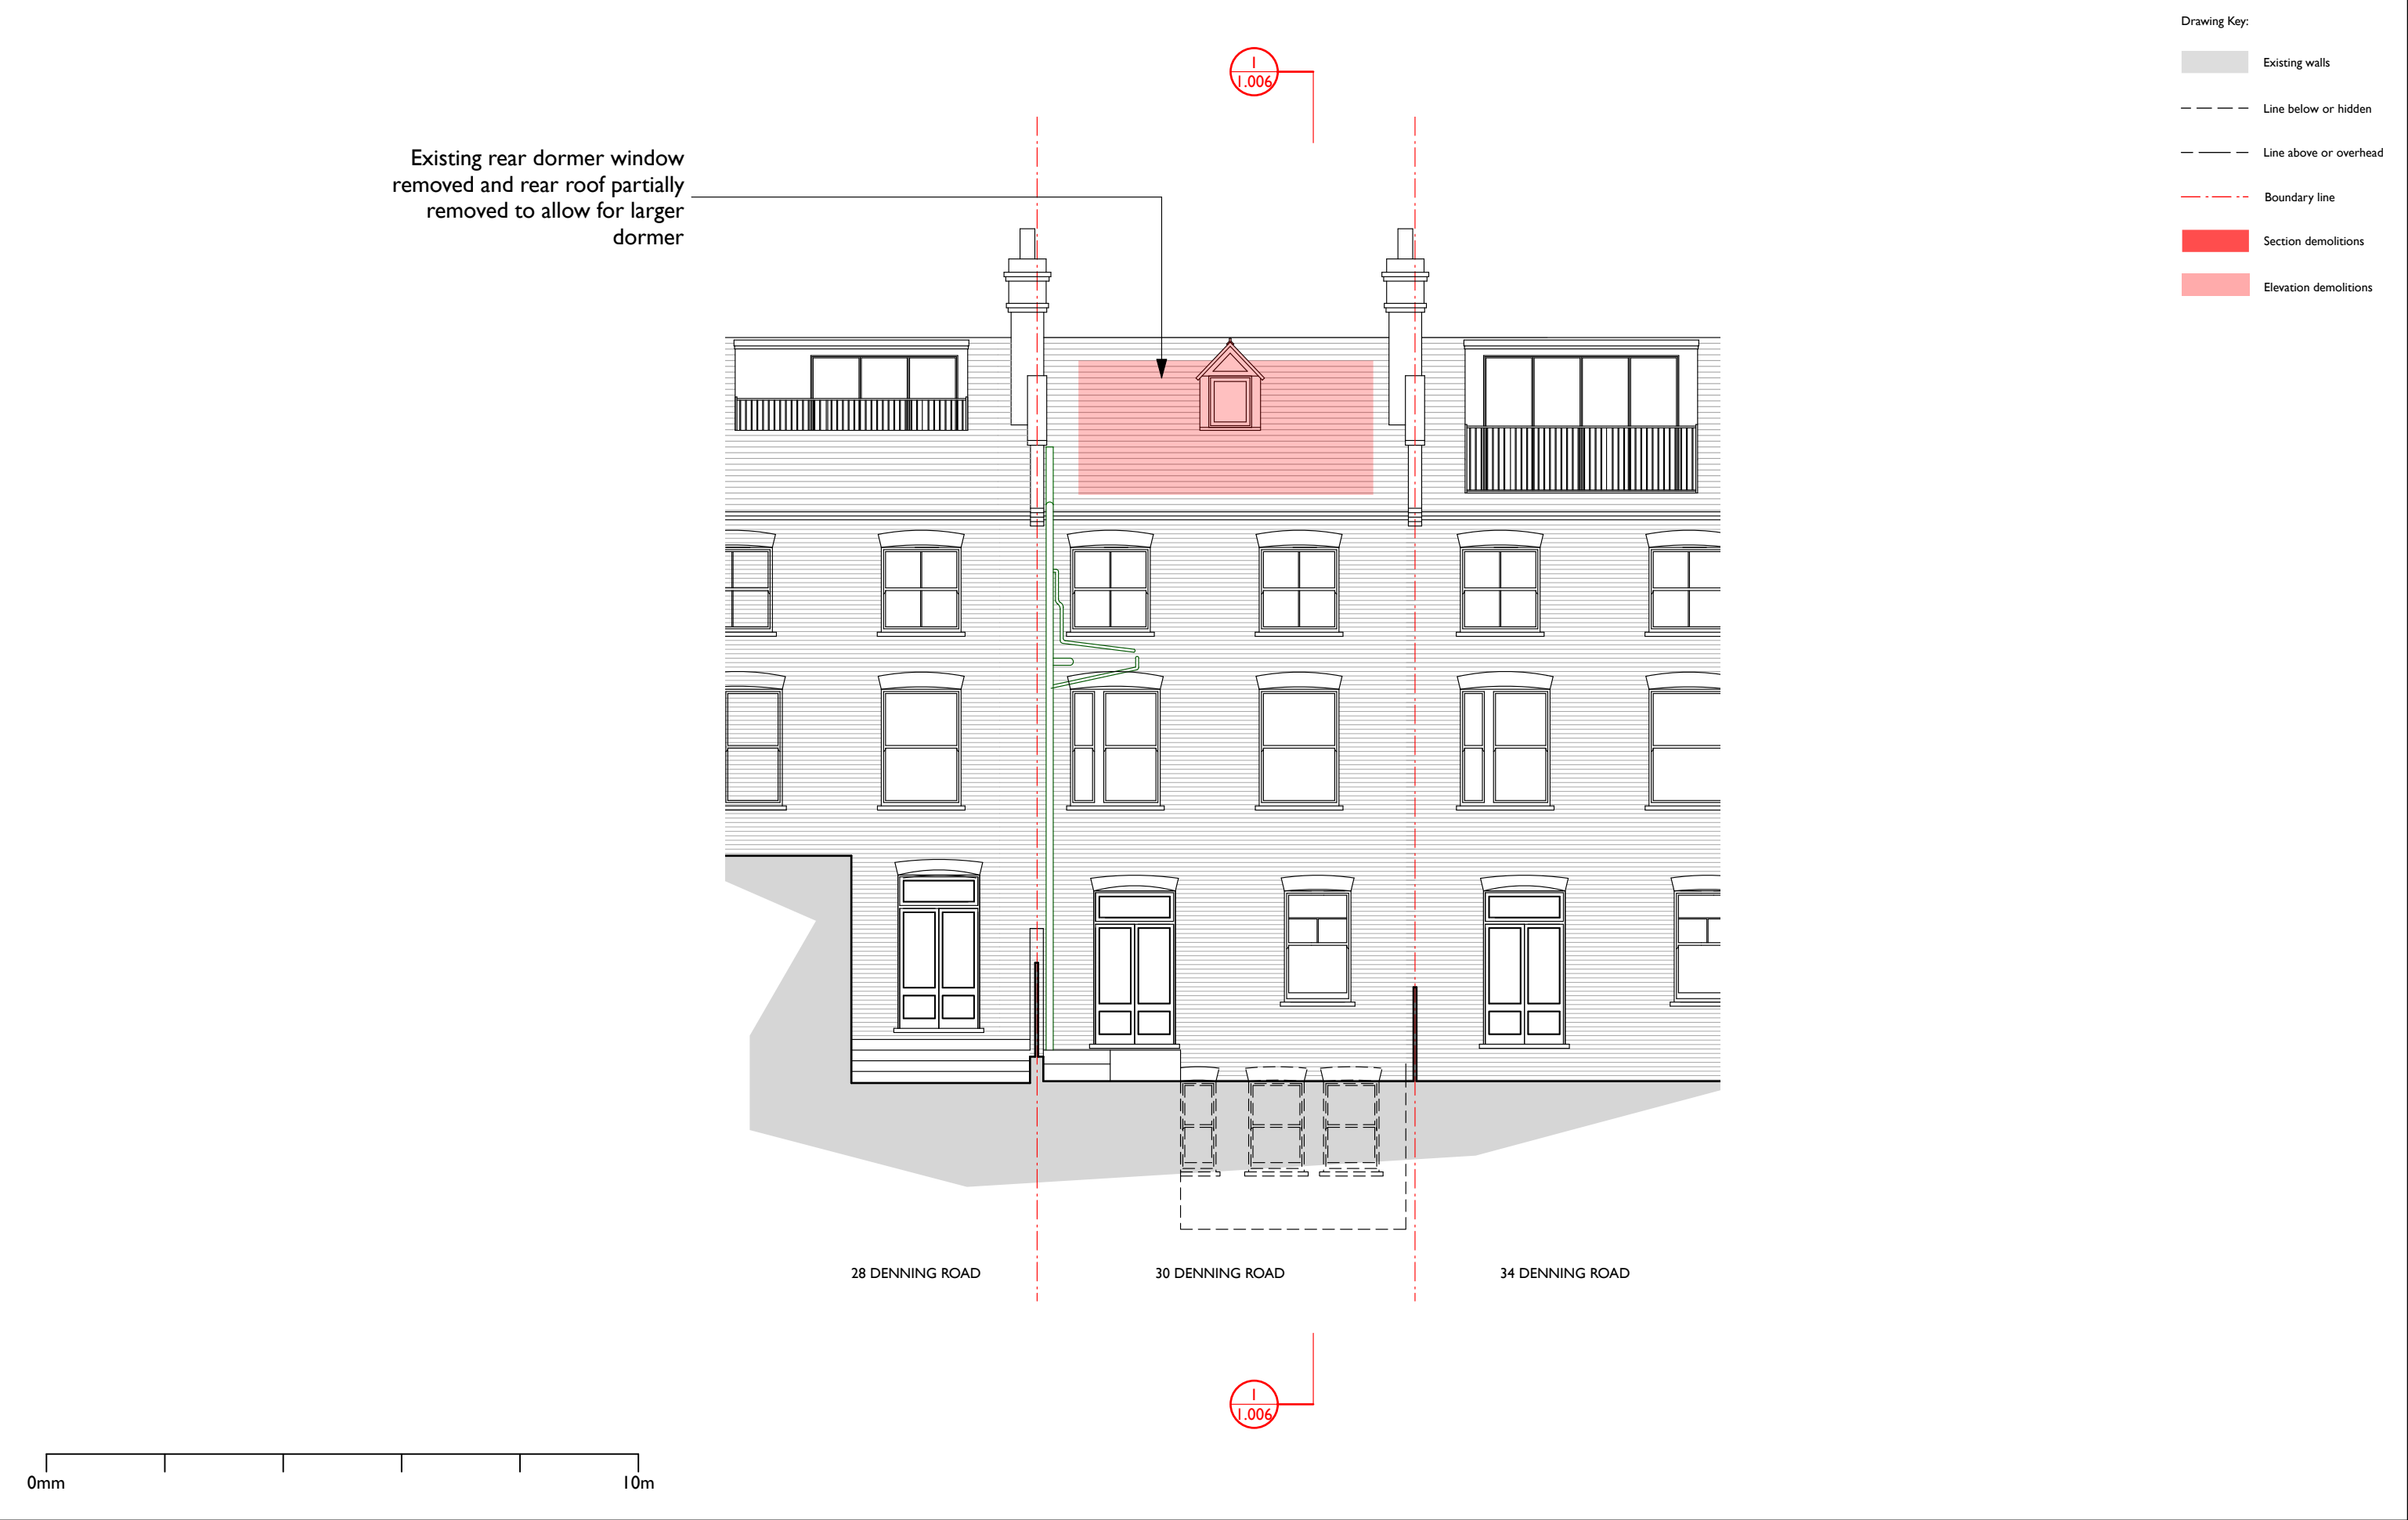 Drawing Key:
Existing walls
Line below or hidden
Line above or overhead
Boundary line
Section demolitions
Elevation demolitions
1
1.006
Existing rear dormer window
removed and rear roof partially
removed to allow for larger
dormer
28 DENNING ROAD
30 DENNING ROAD
34 DENNING ROAD
1
1.006
0mm
10m